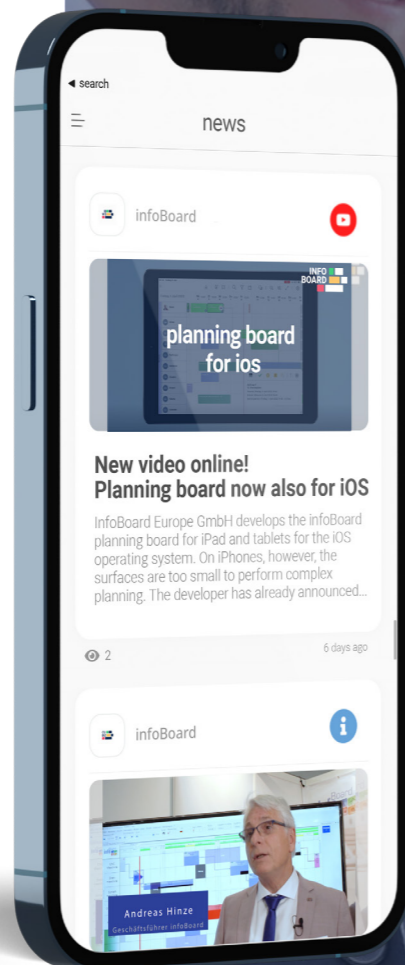 ◀ search
news
infoBoard
INFO
BOARD
planning board
for ios
New video online!
Planning board now also for iOS
InfoBoard Europe GmbH develops the infoBoard
planning board for iPad and tablets for the iOS
operating system. On iPhones, however, the
surfaces are too small to perform complex
planning. The developer has already announced...
2
6 days ago
infoBoard
Andreas Hinze
Geschäftsführer infoBoard